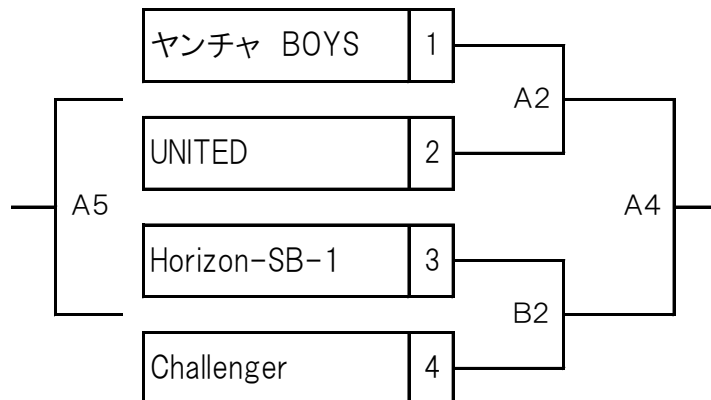 ヤンチャ BOYS 1
A2
UNITED 2
A5
A4
Horizon-SB-1 3
B2
Challenger 4